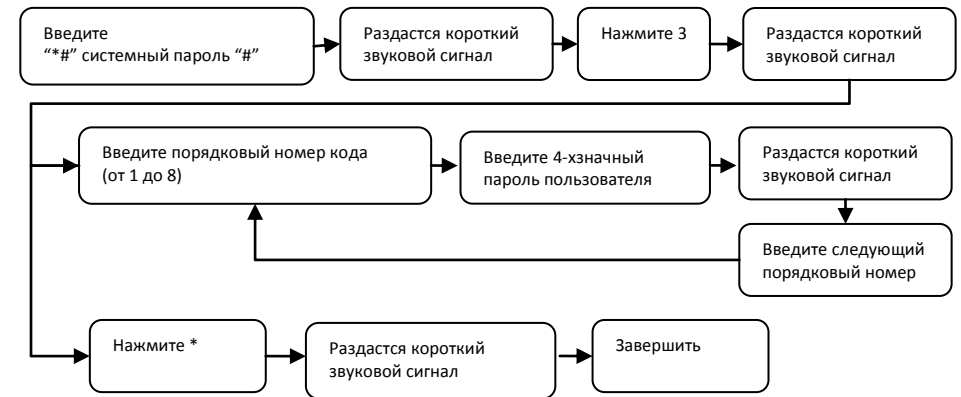 Введите
“*#” системный пароль “#”
Раздастся короткий
звуковой сигнал
Нажмите 3
Раздастся короткий
звуковой сигнал
Введите порядковый номер кода
(от 1 до 8)
Введите 4-хзначный
пароль пользователя
Раздастся короткий
звуковой сигнал
Введите следующий
порядковый номер
Нажмите *
Раздастся короткий
звуковой сигнал
Завершить